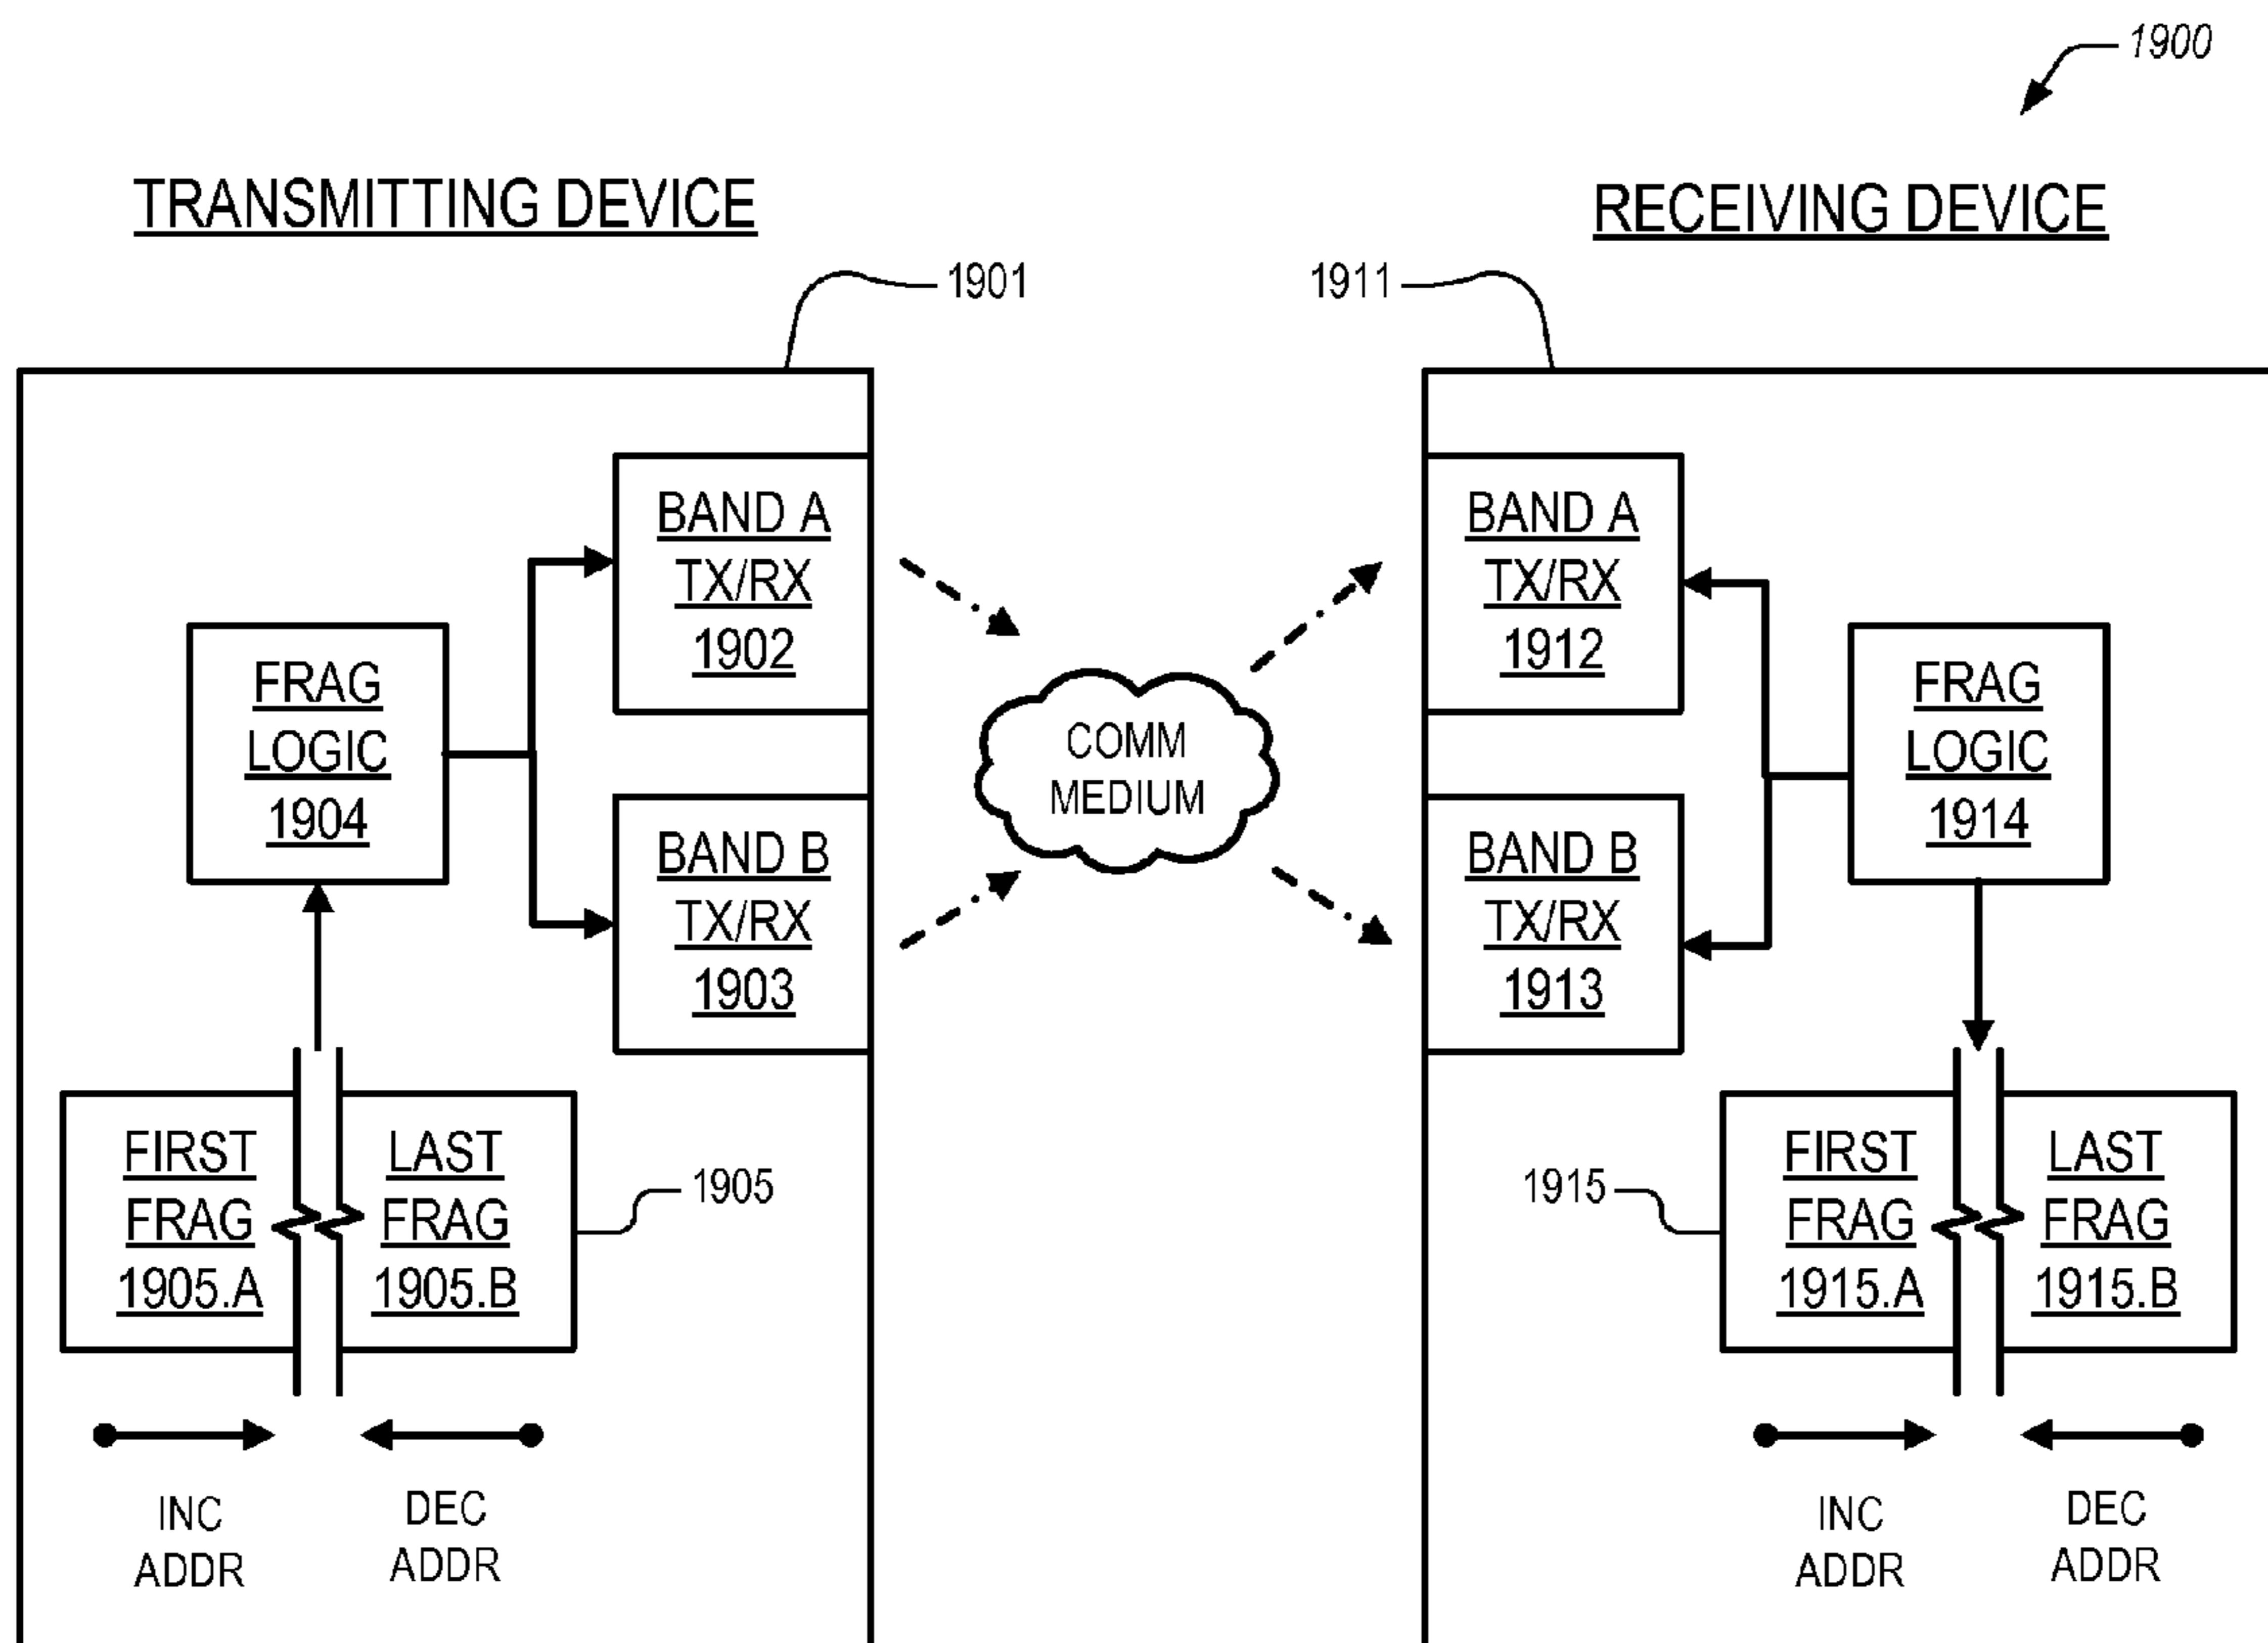 1900
TRANSMITTING DEVICE
RECEIVING DEVICE
1901
1911
BAND A
TX/RX
1902
FRAG
LOGIC
1904
BAND B
TX/RX
1903
COMM
MEDIUM
BAND A
TX/RX
1912
FRAG
LOGIC
1914
BAND B
TX/RX
1913
FIRST
FRAG
1905.A
LAST
FRAG
1905.B
1905
1915
FIRST
FRAG
1915.A
LAST
FRAG
1915.B
INC
ADDR
DEC
ADDR
INC
ADDR
DEC
ADDR